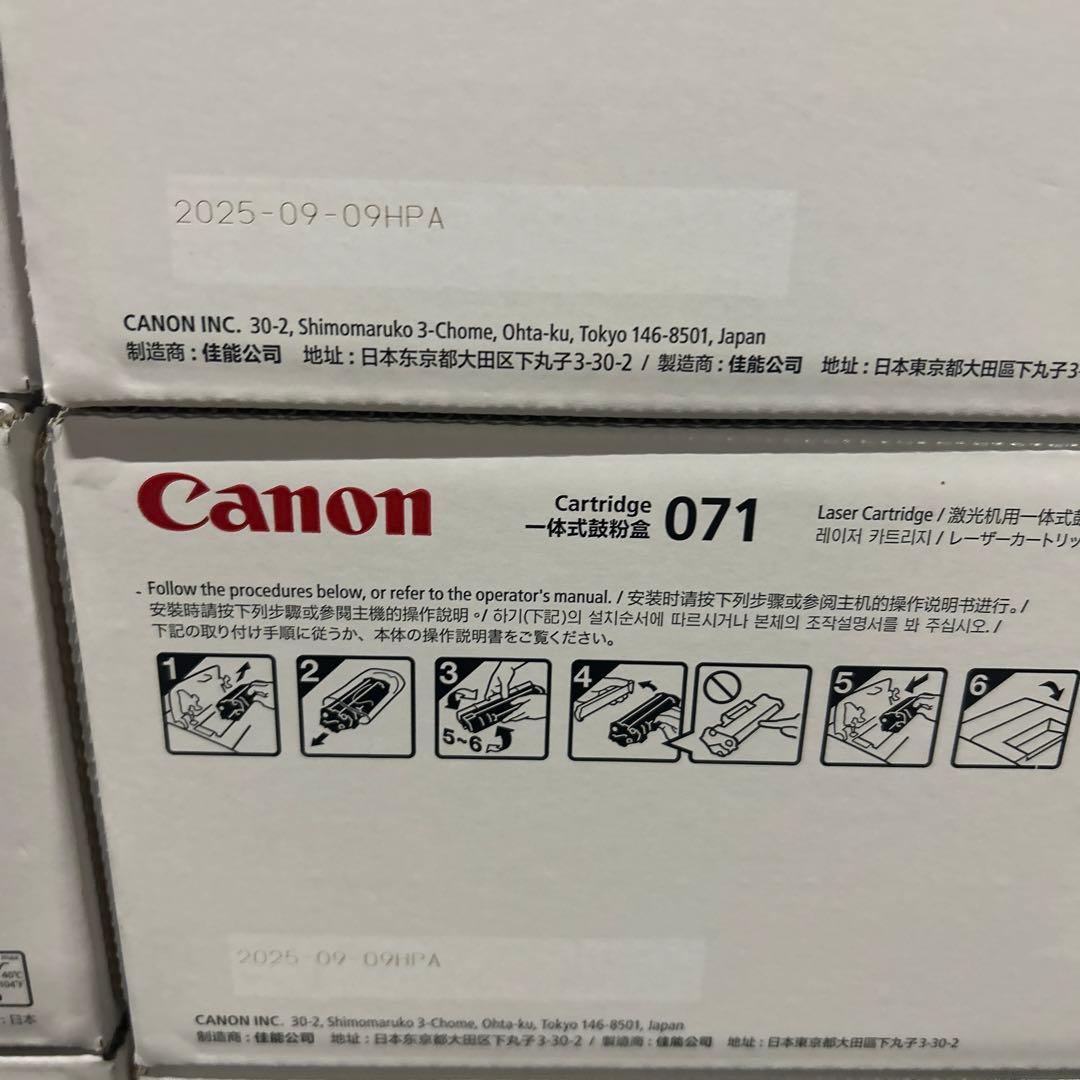 2025-09-09HPA
CANON INC. 30-2, Shimomaruko 3-Chome, Ohta-ku, Tokyo 146-8501, Japan
制造商 : 佳能公司 地址 : 日本东京都大田区下丸子3-30-2 / 製造商 : 佳能公司 地址 : 日本東京都大田區下丸子3-
Canon
Cartridge
一体式鼓粉盒 071
Laser Cartridge / 激光机用一体式鼓
레이저 카트리지 / レーザーカートリッ
Follow the procedures below, or refer to the operator's manual. / 安装时请按下列步骤或参阅主机的操作说明书进行。/
安裝時請按下列步驟或參閱主機的操作說明。/ 하기(下記)의 설치순서에 따르시거나 본체의 조작설명서를 봐 주십시오. /
下記の取り付け手順に従うか、本体の操作説明書をご覧ください。
1 2 3 4 5 6
5~6
2025-09-09HPA
40℃
104°F
: 日本
CANON INC. 30-2, Shimomaruko 3-Chome, Ohta-ku, Tokyo 146-8501, Japan
制造商 : 佳能公司 地址 : 日本东京都大田区下丸子3-30-2 / 製造商 : 佳能公司 地址 : 日本東京都大田區下丸子3-30-2